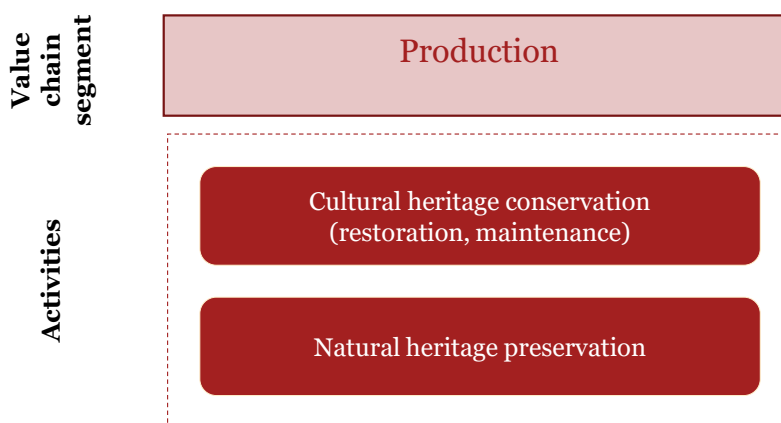 Value
chain
segment
Production
Activities
Cultural heritage conservation
(restoration, maintenance)
Natural heritage preservation